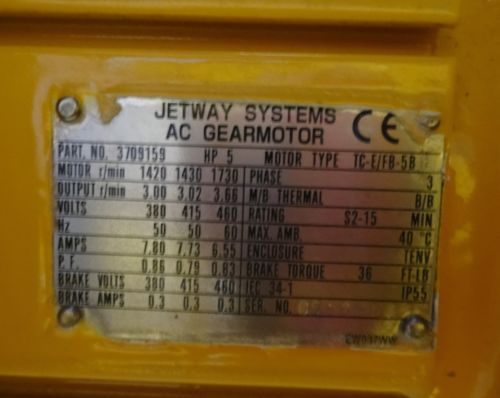 JETWAY SYSTEMS
AC GEARMOTOR
CE
PART. NO. 3709159 HP 5 MOTOR TYPE TC-E/FB-5B
MOTOR r/min 1420 1430 1730 PHASE 3
OUTPUT r/min 3.00 3.02 3.66 M/B THERMAL B/B
VOLTS 380 415 460 RATING S2-15 MIN
Hz 50 50 60 MAX. AMB. 40 °C
AMPS 7.80 7.73 6.55 ENCLOSURE TENV
P.F. 0.86 0.79 0.83 BRAKE TORQUE 36 FT-LB
BRAKE VOLTS 380 415 460 IEC 34-1 IP55
BRAKE AMPS 0.3 0.3 0.3 SER. NO.